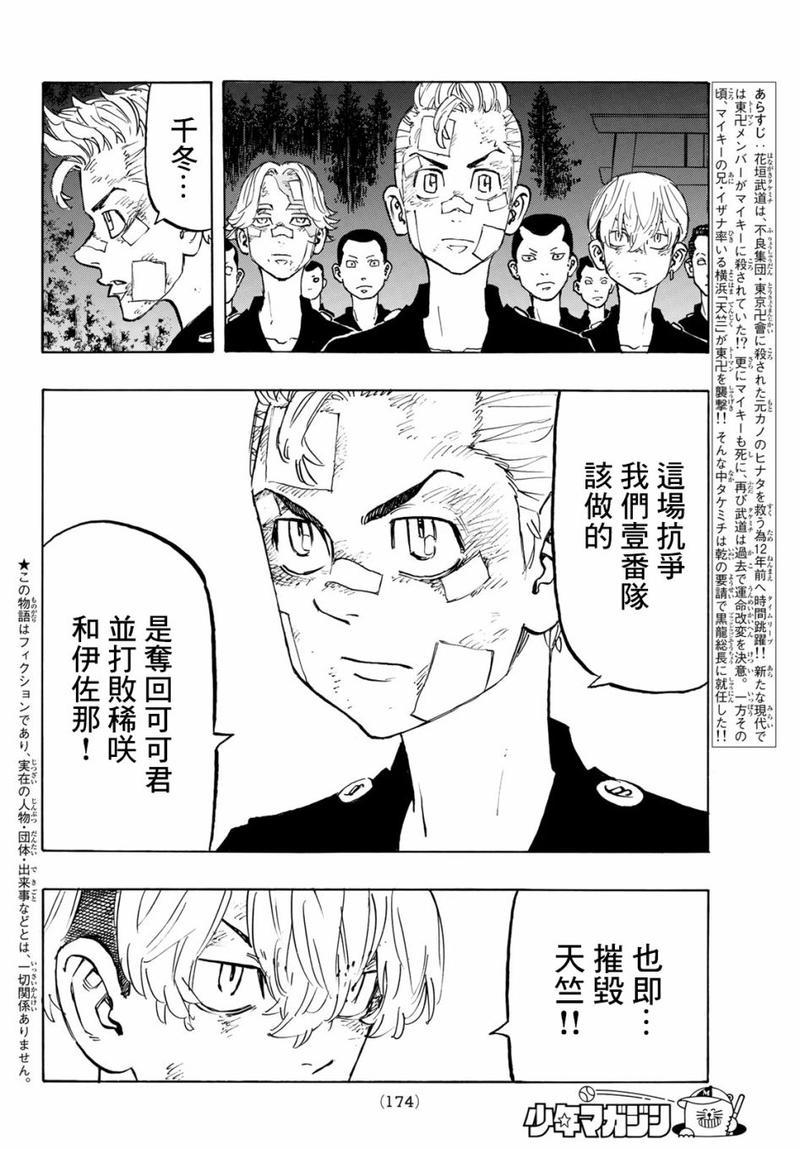 あらすじ：花垣武道は、不良集団・東京卍會に殺された元カノのヒナタを救う為12年前へ時間跳躍!! 新たな現代で
は東卍メンバーがマイキーに殺されていた!? 更にマイキーも死に、再び武道は過去で運命改変を決意。一方その
頃、マイキーの兄・イザナ率いる横浜「天竺」が東卍を襲撃!! そんな中タケミチは乾の要請で黒龍総長に就任した!!
千冬…
這場抗爭
我們壹番隊
該做的
是奪回可可君
並打敗稀咲
和伊佐那！
也即…
摧毀
天竺!!
★この物語はフィクションであり、実在の人物・団体・出来事などとは、一切関係ありません。
(174)
少年マガジン